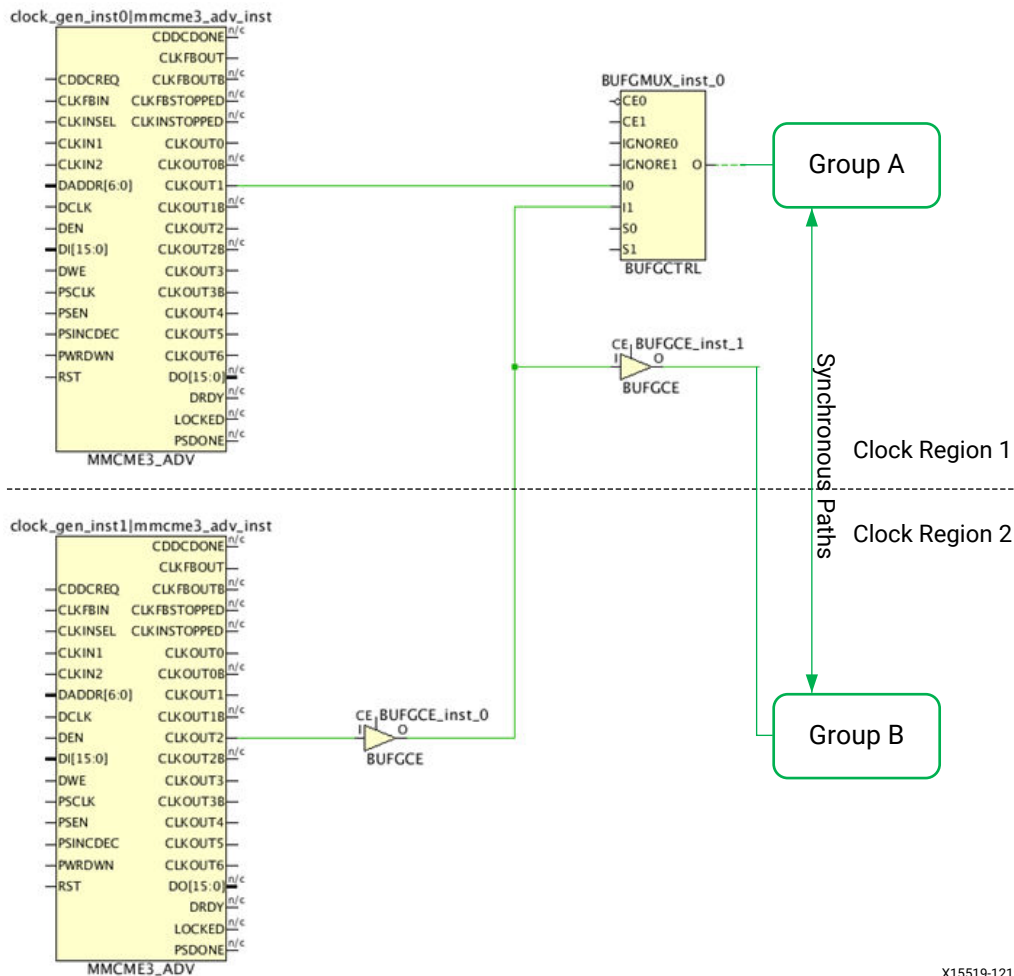 clock_gen_inst0|mmcme3_adv_inst
CDDCDONE n/c
CLKFBOUT
CDDCREQ CLKFBOUTB n/c
CLKFBIN CLKFBSTOPPED n/c
CLKINSEL CLKINSTOPPED n/c
CLKIN1 CLKOUT0
CLKIN2 CLKOUT0B n/c
DADDR[6:0] CLKOUT1
DCLK CLKOUT1B n/c
DEN CLKOUT2
DI[15:0] CLKOUT2B n/c
DWE CLKOUT3
PSCLK CLKOUT3B n/c
PSEN CLKOUT4
PSINCDEC CLKOUT5
PWRDWN CLKOUT6
RST DO[15:0] n/c
DRDY n/c
LOCKED n/c
PSDONE n/c
MMCME3_ADV
BUFGMUX_inst_0
CE0
CE1
IGNORE0
IGNORE1 O
I0
I1
S0
S1
BUFGCTRL
Group A
CE BUFGCE_inst_1
I O
BUFGCE
Synchronous Paths
Clock Region 1
Clock Region 2
clock_gen_inst1|mmcme3_adv_inst
CDDCDONE n/c
CLKFBOUT
CDDCREQ CLKFBOUTB n/c
CLKFBIN CLKFBSTOPPED n/c
CLKINSEL CLKINSTOPPED n/c
CLKIN1 CLKOUT0
CLKIN2 CLKOUT0B n/c
DADDR[6:0] CLKOUT1
DCLK CLKOUT1B n/c
DEN CLKOUT2
DI[15:0] CLKOUT2B n/c
DWE CLKOUT3
PSCLK CLKOUT3B n/c
PSEN CLKOUT4
PSINCDEC CLKOUT5
PWRDWN CLKOUT6
RST DO[15:0] n/c
DRDY n/c
LOCKED n/c
PSDONE n/c
MMCME3_ADV
CE BUFGCE_inst_0
I O
BUFGCE
Group B
X15519-121